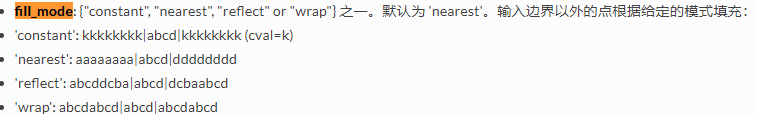 fill_mode: {"constant", "nearest", "reflect" or "wrap"} 之一。默认为 'nearest'。输入边界以外的点根据给定的模式填充：
'constant': kkkkkkkkk|abcd|kkkkkkkkk (cval=k)
'nearest': aaaaaaaa|abcd|dddddddd
'reflect': abcddcba|abcd|dcbaabcd
'wrap': abcdabcd|abcd|abcdabcd